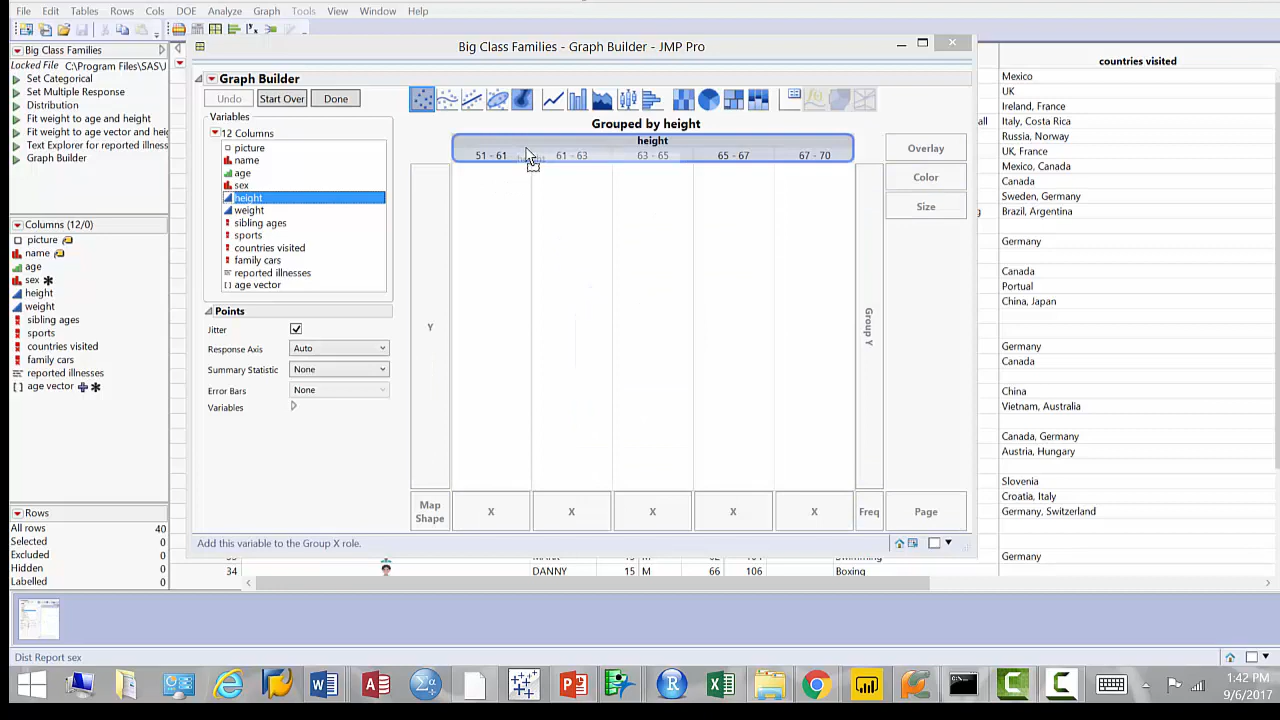 File Edit Tables Rows Cols DOE Analyze Graph Tools View Window Help
Big Class Families
Locked File C:\Program Files\SAS\J
Set Categorical
Set Multiple Response
Distribution
Fit weight to age and height
Fit weight to age vector and heig
Text Explorer for reported illness
Graph Builder
Columns (12/0)
picture
name
age
sex
height
weight
sibling ages
sports
countries visited
family cars
reported illnesses
age vector
Rows
All rows 40
Selected 0
Excluded 0
Hidden 0
Labelled 0
Big Class Families - Graph Builder - JMP Pro
Graph Builder
Undo Start Over Done
Variables
12 Columns
picture
name
age
sex
height
weight
sibling ages
sports
countries visited
family cars
reported illnesses
age vector
Points
Jitter
Response Axis Auto
Summary Statistic None
Error Bars None
Variables
Grouped by height
height
51 - 61 61 - 63 63 - 65 65 - 67 67 - 70
Y
Group Y
Overlay
Color
Size
Map Shape
X X X X X
Freq
Page
Add this variable to the Group X role.
countries visited
Mexico
UK
Ireland, France
Italy, Costa Rica
Russia, Norway
UK, France
Mexico, Canada
Canada
Sweden, Germany
Brazil, Argentina
Germany
Canada
Portual
China, Japan
Germany
Canada
China
Vietnam, Australia
Canada, Germany
Austria, Hungary
Slovenia
Croatia, Italy
Germany, Switzerland
Germany
34 DANNY 15 M 66 106 Boxing
Dist Report sex
1:42 PM
9/6/2017